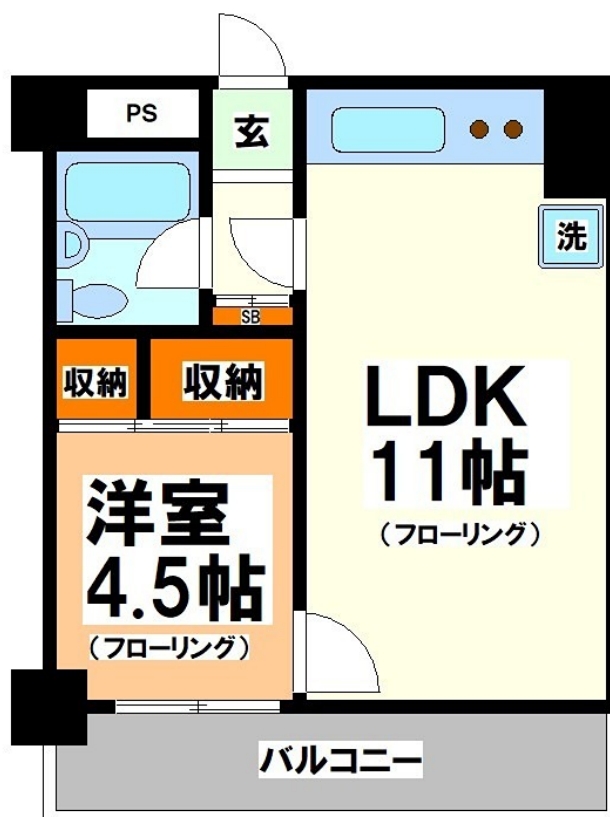 PS
玄
洗
SB
収納
収納
LDK
11帖
（フローリング）
洋室
4.5帖
（フローリング）
バルコニー